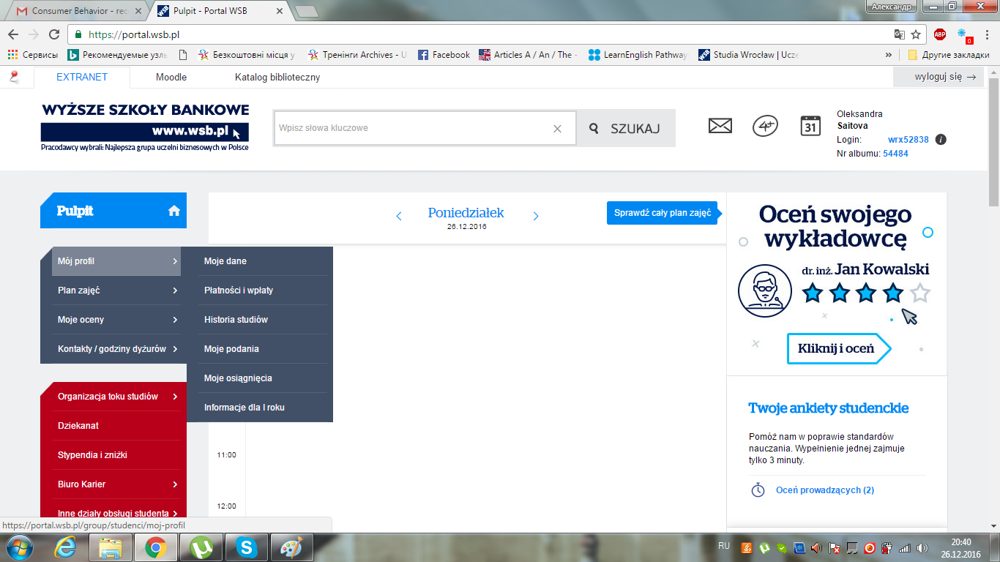 Consumer Behavior - rec
Pulpit - Portal WSB
Александр
https://portal.wsb.pl
ABP
0
Сервисы
Рекомендуемые узлы
Безкоштовні місця у
Тренінги Archives - U
Facebook
Articles A / An / The -
LearnEnglish Pathway
Studia Wrocław | Ucze
»
Другие закладки
EXTRANET
Moodle
Katalog biblioteczny
wyloguj się →
WYŻSZE SZKOŁY BANKOWE
www.wsb.pl
Pracodawcy wybrali: Najlepsza grupa uczelni biznesowych w Polsce
Wpisz słowa kluczowe
SZUKAJ
4+
31
Oleksandra
Saitova
Login: wrx52838
Nr albumu: 54484
Pulpit
Poniedziałek
26.12.2016
Sprawdź cały plan zajęć
Mój profil
Plan zajęć
Moje oceny
Kontakty / godziny dyżurów
Moje dane
Płatności i wpłaty
Historia studiów
Moje podania
Moje osiągnięcia
Informacje dla I roku
Organizacja toku studiów
Dziekanat
Stypendia i zniżki
Biuro Karier
Inne działy obsługi studenta
11:00
12:00
Oceń swojego
wykładowcę
dr. inż. Jan Kowalski
Kliknij i oceń
Twoje ankiety studenckie
Pomóż nam w poprawie standardów
nauczania. Wypełnienie jednej zajmuje
tylko 3 minuty.
Oceń prowadzących (2)
https://portal.wsb.pl/group/studenci/moj-profil
RU
20:40
26.12.2016